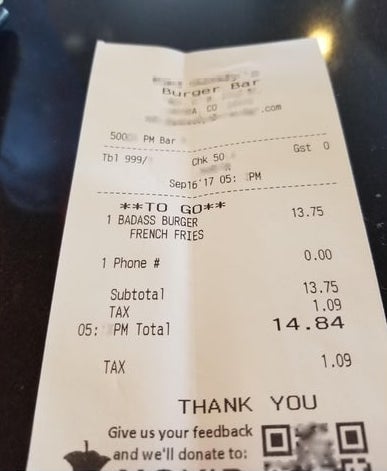 Burger Bar
CO
.com
PM Bar
Tbl 999/ Chk 50 Gst 0
Sep16'17 05: PM
**TO GO**
1 BADASS BURGER 13.75
FRENCH FRIES
1 Phone # 0.00
Subtotal 13.75
TAX 1.09
05: PM Total 14.84
TAX 1.09
THANK YOU
Give us your feedback
and we'll donate to: